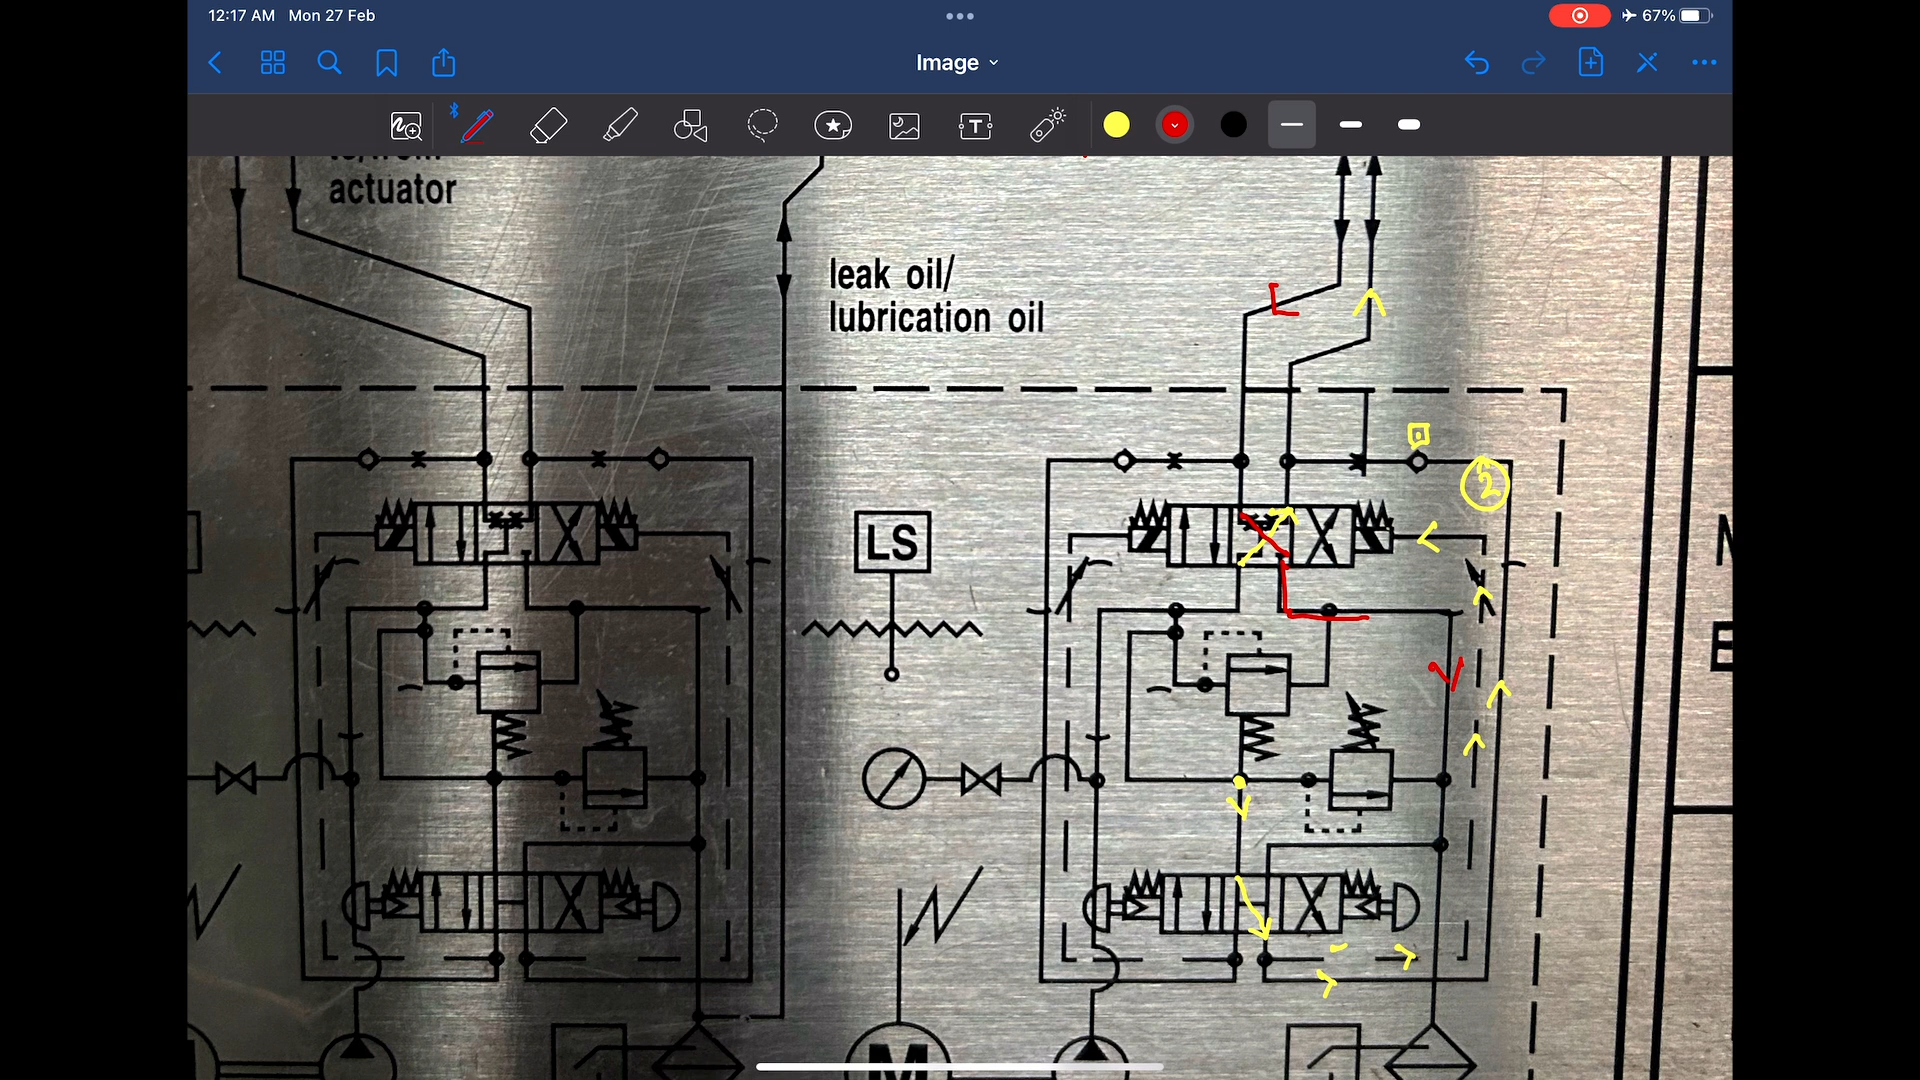 12:17 AM Mon 27 Feb
67%
Image
actuator
leak oil/
lubrication oil
2
LS
M